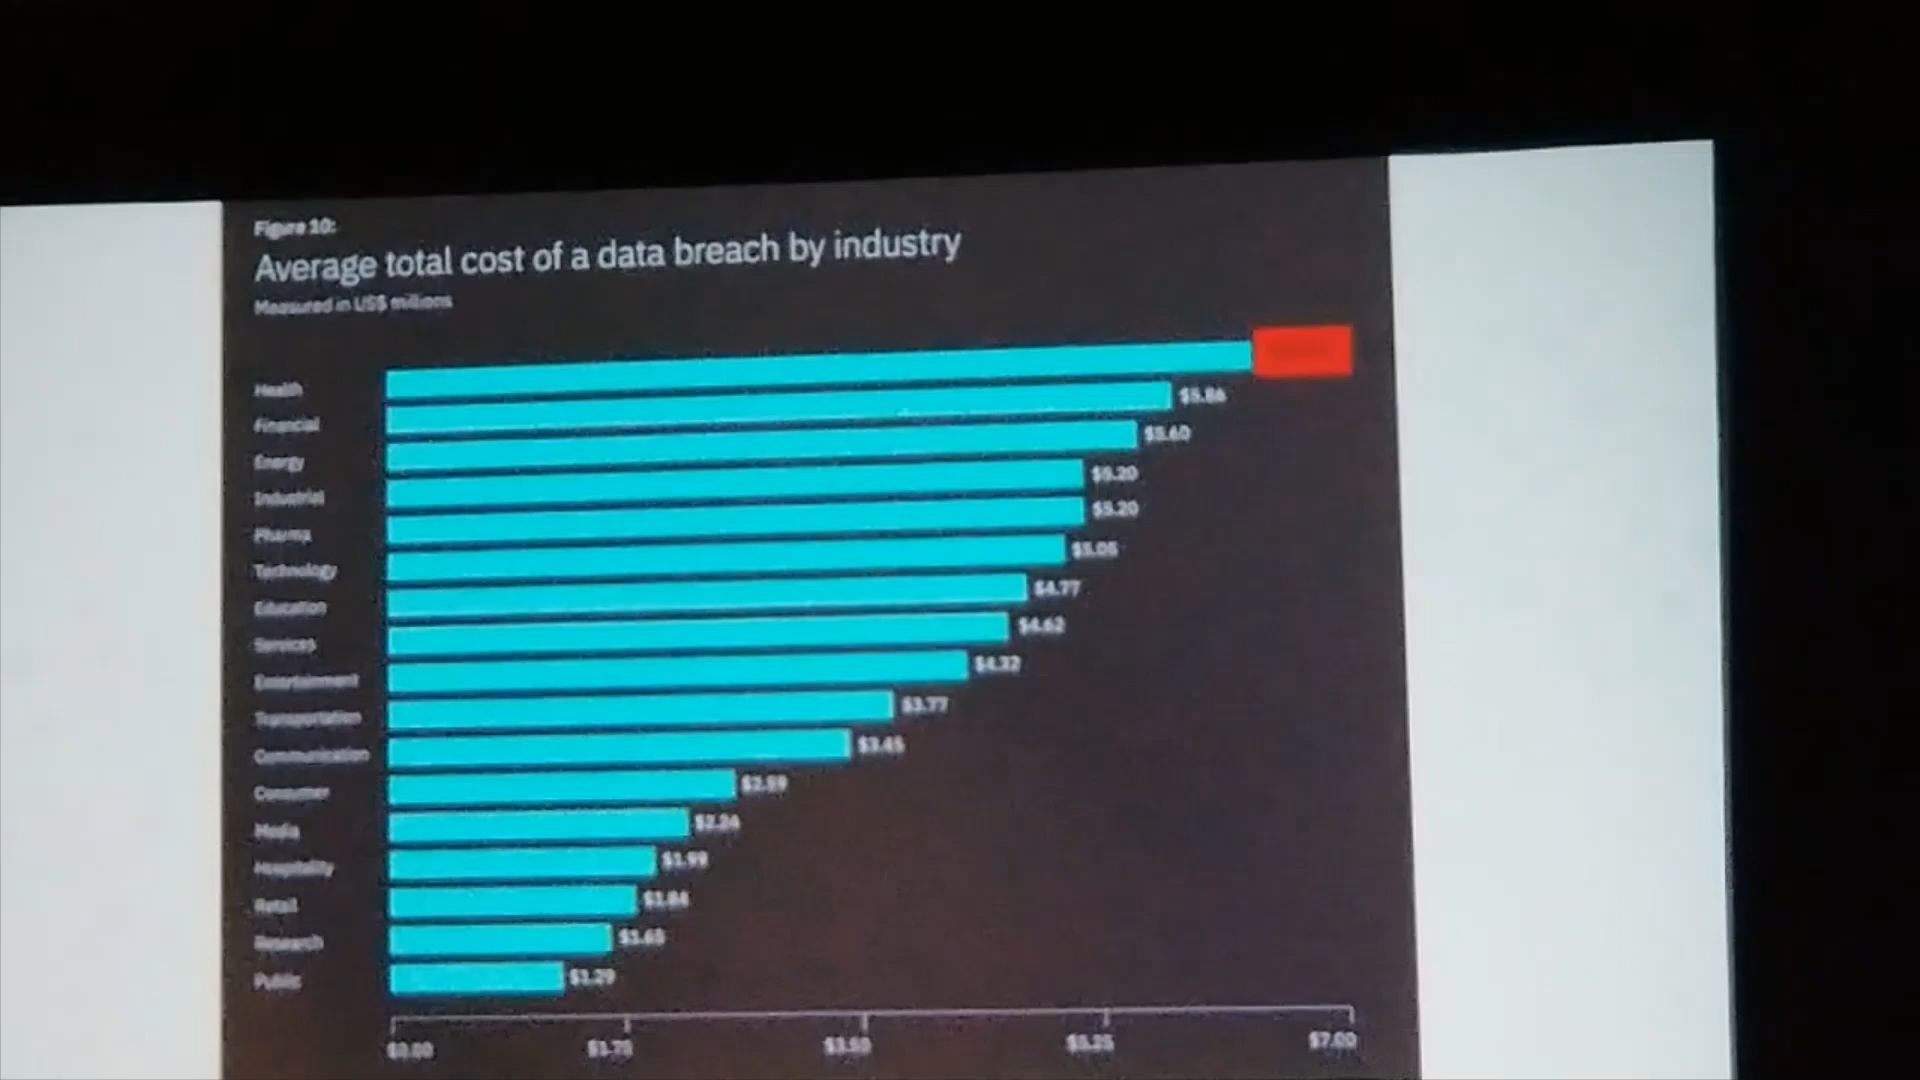 Figure 10:
Average total cost of a data breach by industry
Measured in US$ millions
Health
Financial $5.86
Energy $5.60
Industrial $5.20
Pharma $5.20
Technology $5.05
Education $4.77
Services $4.62
Entertainment $4.32
Transportation $3.77
Communication $3.45
Consumer $2.59
Media $2.24
Hospitality $1.99
Retail $1.84
Research $1.65
Public $1.29
$0.00 $1.75 $3.50 $5.25 $7.00